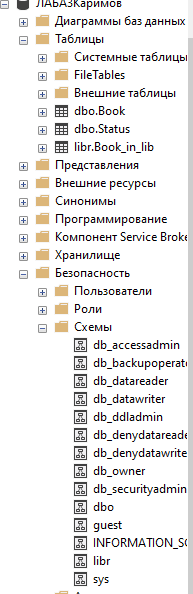 ЛАБАЗКаримов
Диаграммы баз данных
Таблицы
Системные таблицы
FileTables
Внешние таблицы
dbo.Book
dbo.Status
libr.Book_in_lib
Представления
Внешние ресурсы
Синонимы
Программирование
Компонент Service Broke
Хранилище
Безопасность
Пользователи
Роли
Схемы
db_accessadmin
db_backupoperato
db_datareader
db_datawriter
db_ddladmin
db_denydatareade
db_denydatawrite
db_owner
db_securityadmin
dbo
guest
INFORMATION_SC
libr
sys